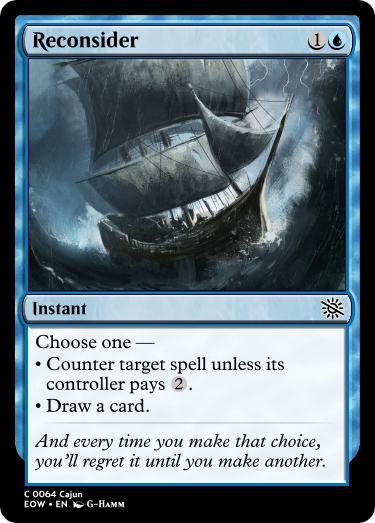 Reconsider 1
Instant
Choose one —
• Counter target spell unless its
controller pays 2.
• Draw a card.
And every time you make that choice,
you'll regret it until you make another.
C 0064 Cajun
EOW • EN G-Hamm